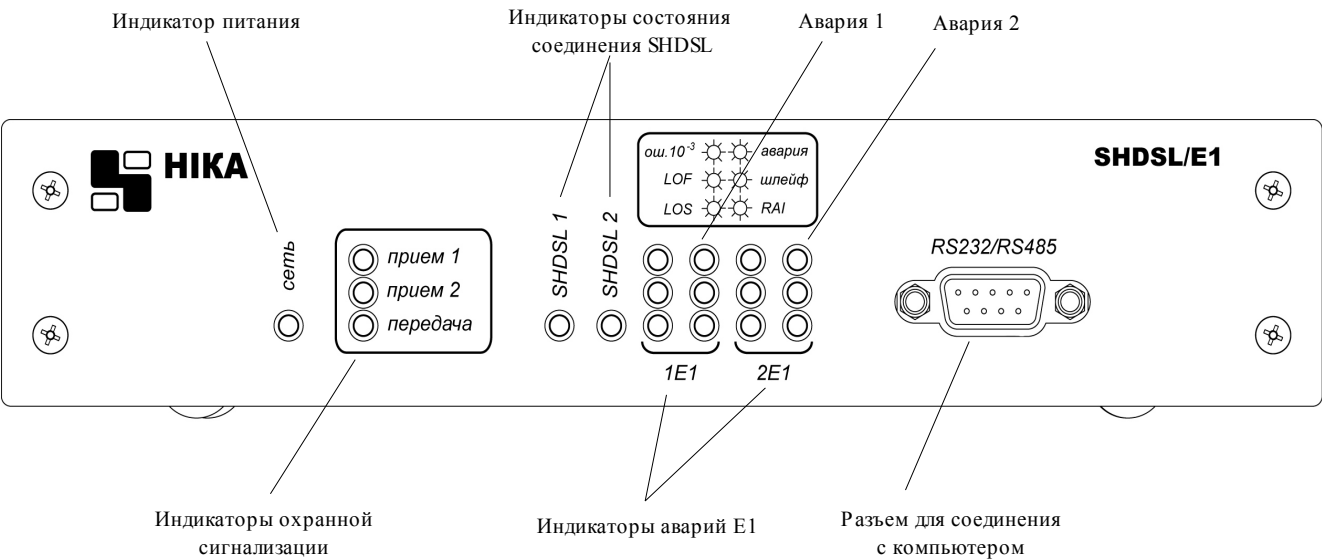 Индикатор питания
Индикаторы состояния
соединения SHDSL
Авария 1
Авария 2
НІКА
ош.10⁻³
авария
LOF
шлейф
LOS
RAI
SHDSL/E1
сеть
прием 1
прием 2
передача
SHDSL 1
SHDSL 2
1E1
2E1
RS232/RS485
Индикаторы охранной
сигнализации
Индикаторы аварий E1
Разъем для соединения
с компьютером